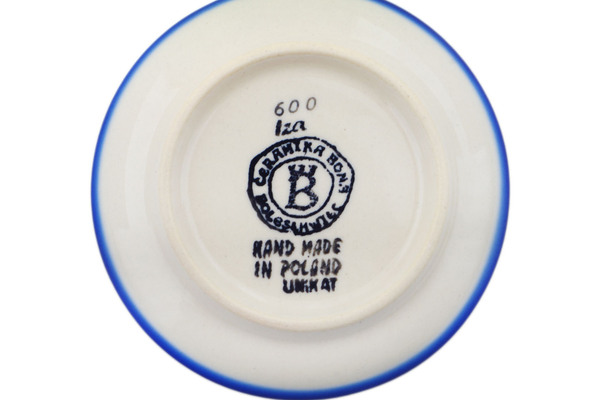 600
Iza
CERAMIKA BONA
BOLESŁAWIEC
B
HAND MADE
IN POLAND
UNIKAT